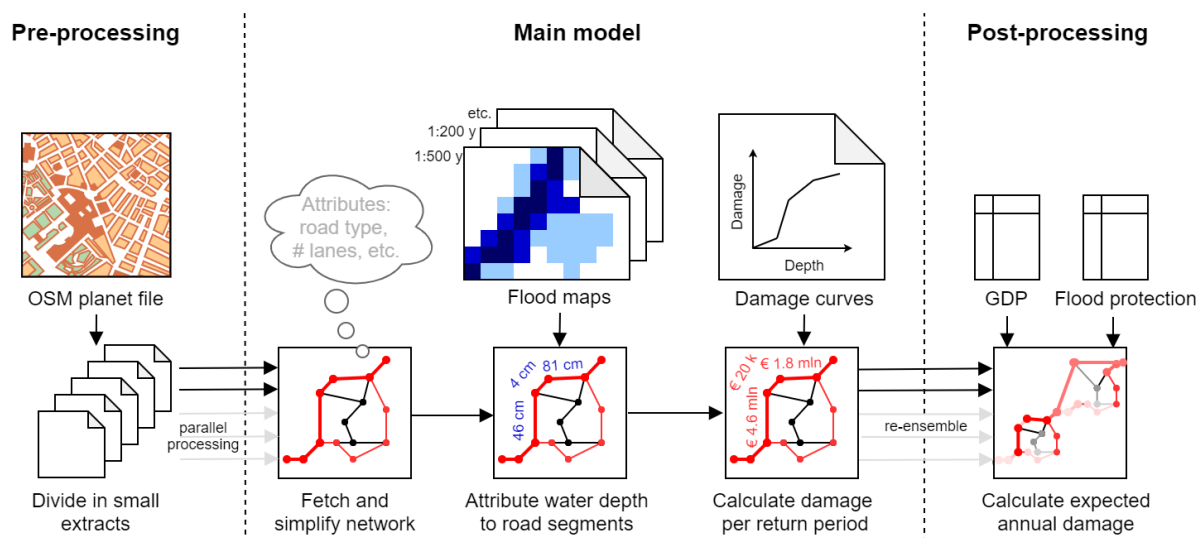 Pre-processing
Main model
Post-processing
OSM planet file
Divide in small
extracts
parallel
processing
Attributes:
road type,
# lanes, etc.
Fetch and
simplify network
etc.
1:200 y
1:500 y
Flood maps
4 cm
81 cm
46 cm
Attribute water depth
to road segments
Damage
Depth
Damage curves
€ 20 k
€ 1.8 mln
€ 4.6 mln
Calculate damage
per return period
re-ensemble
GDP
Flood protection
Calculate expected
annual damage